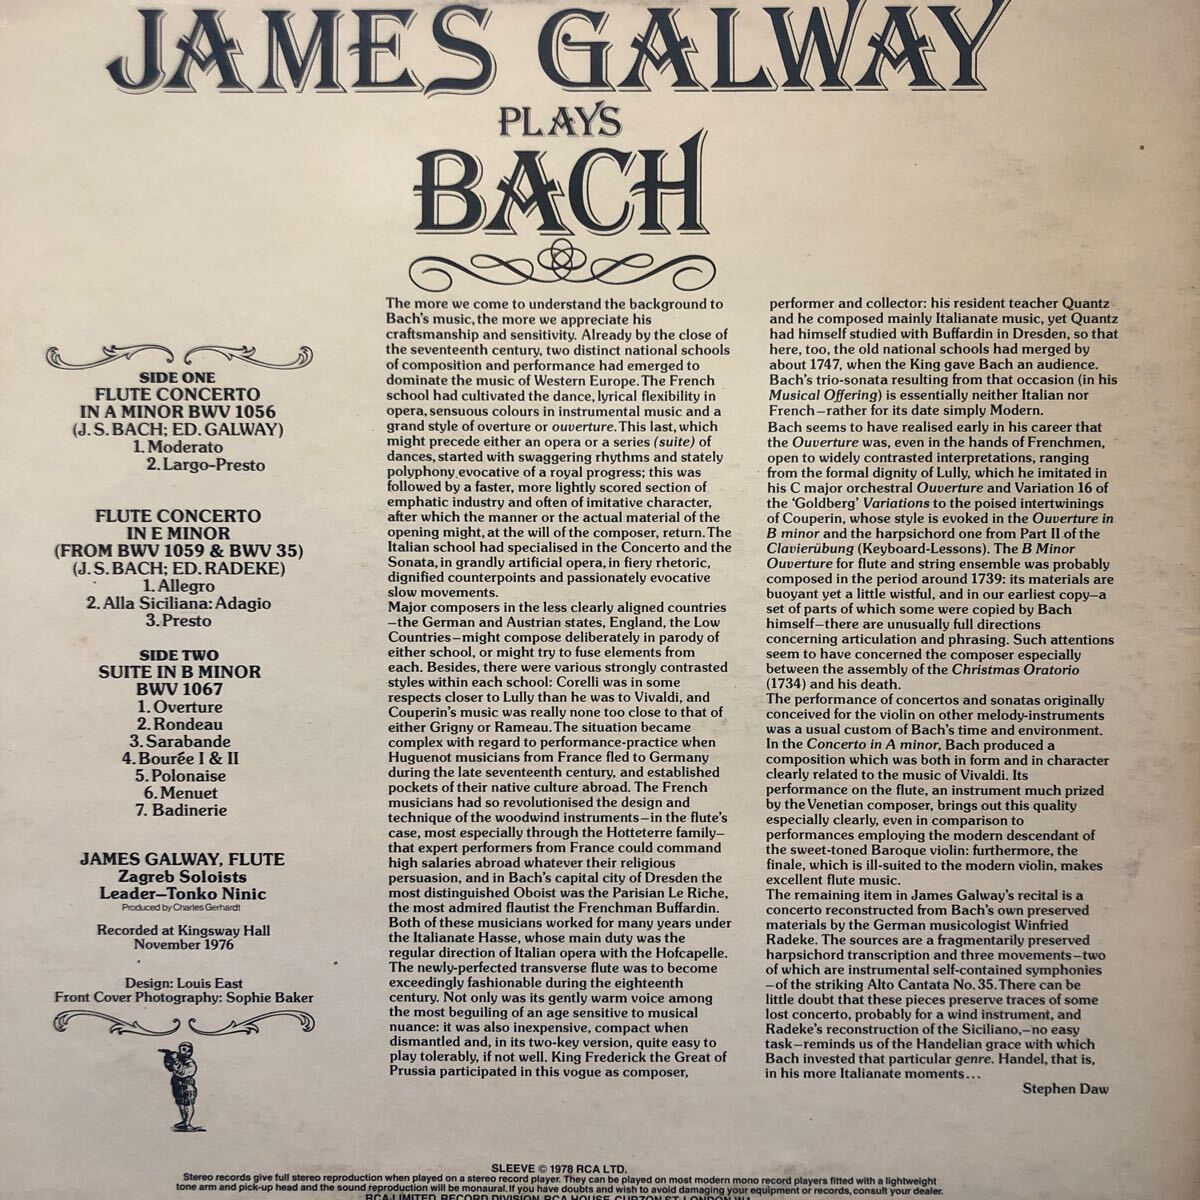 JAMES GALWAY
PLAYS
BACH
SIDE ONE
FLUTE CONCERTO
IN A MINOR BWV 1056
(J.S. BACH; ED. GALWAY)
1. Moderato
2. Largo-Presto
FLUTE CONCERTO
IN E MINOR
(FROM BWV 1059 & BWV 35)
(J.S. BACH; ED. RADEKE)
1. Allegro
2. Alla Siciliana: Adagio
3. Presto
SIDE TWO
SUITE IN B MINOR
BWV 1067
1. Overture
2. Rondeau
3. Sarabande
4. Bourée I & II
5. Polonaise
6. Menuet
7. Badinerie
JAMES GALWAY, FLUTE
Zagreb Soloists
Leader—Tonko Ninic
Produced by Charles Gerhardt
Recorded at Kingsway Hall
November 1976
Design: Louis East
Front Cover Photography: Sophie Baker
The more we come to understand the background to
Bach's music, the more we appreciate his
craftsmanship and sensitivity. Already by the close of
the seventeenth century, two distinct national schools
of composition and performance had emerged to
dominate the music of Western Europe. The French
school had cultivated the dance, lyrical flexibility in
opera, sensuous colours in instrumental music and a
grand style of overture or ouverture. This last, which
might precede either an opera or a series (suite) of
dances, started with swaggering rhythms and stately
polyphony evocative of a royal progress; this was
followed by a faster, more lightly scored section of
emphatic industry and often of imitative character,
after which the manner or the actual material of the
opening might, at the will of the composer, return. The
Italian school had specialised in the Concerto and the
Sonata, in grandly artificial opera, in fiery rhetoric,
dignified counterpoints and passionately evocative
slow movements.
Major composers in the less clearly aligned countries
—the German and Austrian states, England, the Low
Countries—might compose deliberately in parody of
either school, or might try to fuse elements from
each. Besides, there were various strongly contrasted
styles within each school: Corelli was in some
respects closer to Lully than he was to Vivaldi, and
Couperin's music was really none too close to that of
either Grigny or Rameau. The situation became
complex with regard to performance-practice when
Huguenot musicians from France fled to Germany
during the late seventeenth century, and established
pockets of their native culture abroad. The French
musicians had so revolutionised the design and
technique of the woodwind instruments—in the flute's
case, most especially through the Hotteterre family—
that expert performers from France could command
high salaries abroad whatever their religious
persuasion, and in Bach's capital city of Dresden the
most distinguished Oboist was the Parisian Le Riche,
the most admired flautist the Frenchman Buffardin.
Both of these musicians worked for many years under
the Italianate Hasse, whose main duty was the
regular direction of Italian opera with the Hofcapelle.
The newly-perfected transverse flute was to become
exceedingly fashionable during the eighteenth
century. Not only was its gently warm voice among
the most beguiling of an age sensitive to musical
nuance: it was also inexpensive, compact when
dismantled and, in its two-key version, quite easy to
play tolerably, if not well. King Frederick the Great of
Prussia participated in this vogue as composer,
performer and collector: his resident teacher Quantz
and he composed mainly Italianate music, yet Quantz
had himself studied with Buffardin in Dresden, so that
here, too, the old national schools had merged by
about 1747, when the King gave Bach an audience.
Bach's trio-sonata resulting from that occasion (in his
Musical Offering) is essentially neither Italian nor
French—rather for its date simply Modern.
Bach seems to have realised early in his career that
the Ouverture was, even in the hands of Frenchmen,
open to widely contrasted interpretations, ranging
from the formal dignity of Lully, which he imitated in
his C major orchestral Ouverture and Variation 16 of
the 'Goldberg' Variations to the poised intertwinings
of Couperin, whose style is evoked in the Ouverture in
B minor and the harpsichord one from Part II of the
Clavierübung (Keyboard-Lessons). The B Minor
Ouverture for flute and string ensemble was probably
composed in the period around 1739: its materials are
buoyant yet a little wistful, and in our earliest copy—a
set of parts of which some were copied by Bach
himself—there are unusually full directions
concerning articulation and phrasing. Such attentions
seem to have concerned the composer especially
between the assembly of the Christmas Oratorio
(1734) and his death.
The performance of concertos and sonatas originally
conceived for the violin on other melody-instruments
was a usual custom of Bach's time and environment.
In the Concerto in A minor, Bach produced a
composition which was both in form and in character
clearly related to the music of Vivaldi. Its
performance on the flute, an instrument much prized
by the Venetian composer, brings out this quality
especially clearly, even in comparison to
performances employing the modern descendant of
the sweet-toned Baroque violin: furthermore, the
finale, which is ill-suited to the modern violin, makes
excellent flute music.
The remaining item in James Galway's recital is a
concerto reconstructed from Bach's own preserved
materials by the German musicologist Winfried
Radeke. The sources are a fragmentarily preserved
harpsichord transcription and three movements—two
of which are instrumental self-contained symphonies
—of the striking Alto Cantata No. 35. There can be
little doubt that these pieces preserve traces of some
lost concerto, probably for a wind instrument, and
Radeke's reconstruction of the Siciliano,—no easy
task—reminds us of the Handelian grace with which
Bach invested that particular genre. Handel, that is,
in his more Italianate moments...
Stephen Daw
SLEEVE © 1978 RCA LTD.
Stereo records give full stereo reproduction when played on a stereo record player. They can be played on most modern mono record players fitted with a lightweight
tone arm and pick-up head and the sound reproduction will be monaural. If you have doubts and wish to avoid damaging your equipment or records, consult your dealer.
RCA LIMITED, RECORD DIVISION, RCA HOUSE, CURZON ST, LONDON W1